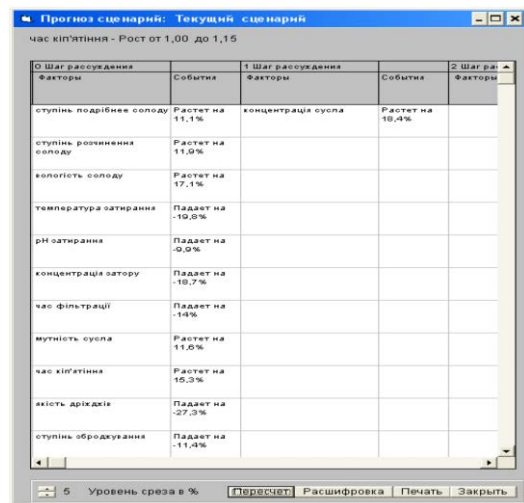 Прогноз сценарий: Текущий сценарий
час кіп'ятіння - Рост от 1,00 до 1,15
0 Шаг рассуждения 1 Шаг рассуждения 2 Шаг ра
Факторы События Факторы События Факторы
ступінь подрібнее солоду Растет на концентрація сусла Растет на
11,1% 18,4%
ступінь розчинення Растет на
солоду 11,9%
вологість солоду Растет на
17,1%
температура затирання Падает на
-19,8%
pH затирання Падает на
-9,9%
концентрація затору Падает на
-18,7%
час фільтрації Падает на
-14%
мутність сусла Растет на
11,6%
час кіп'ятіння Растет на
15,3%
якість дріжджів Падает на
-27,3%
ступінь зброджування Падает на
-11,4%
5 Уровень среза в % Пересчет Расшифровка Печать Закрыть